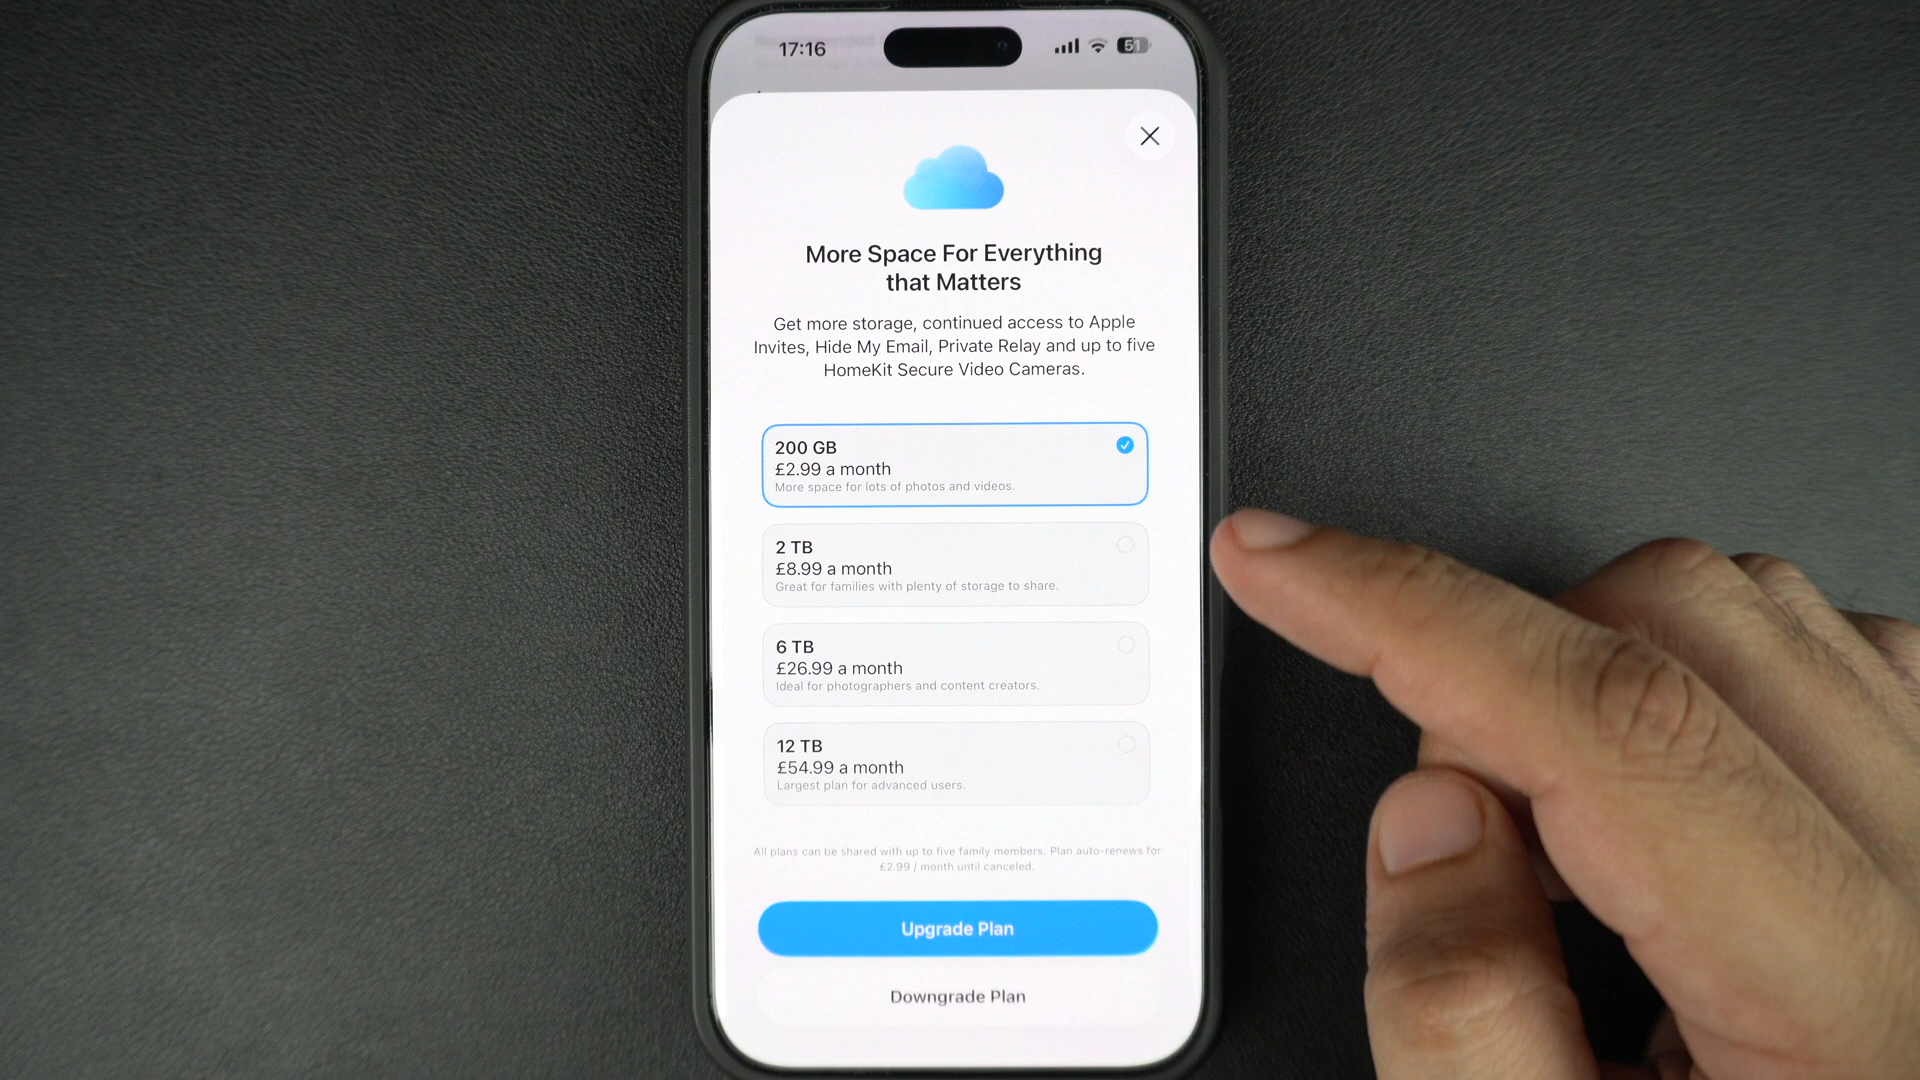 17:16
51
More Space For Everything
that Matters
Get more storage, continued access to Apple
Invites, Hide My Email, Private Relay and up to five
HomeKit Secure Video Cameras.
200 GB
£2.99 a month
More space for lots of photos and videos.
2 TB
£8.99 a month
Great for families with plenty of storage to share.
6 TB
£26.99 a month
Ideal for photographers and content creators.
12 TB
£54.99 a month
Largest plan for advanced users.
All plans can be shared with up to five family members. Plan auto-renews for
£2.99 / month until canceled.
Upgrade Plan
Downgrade Plan